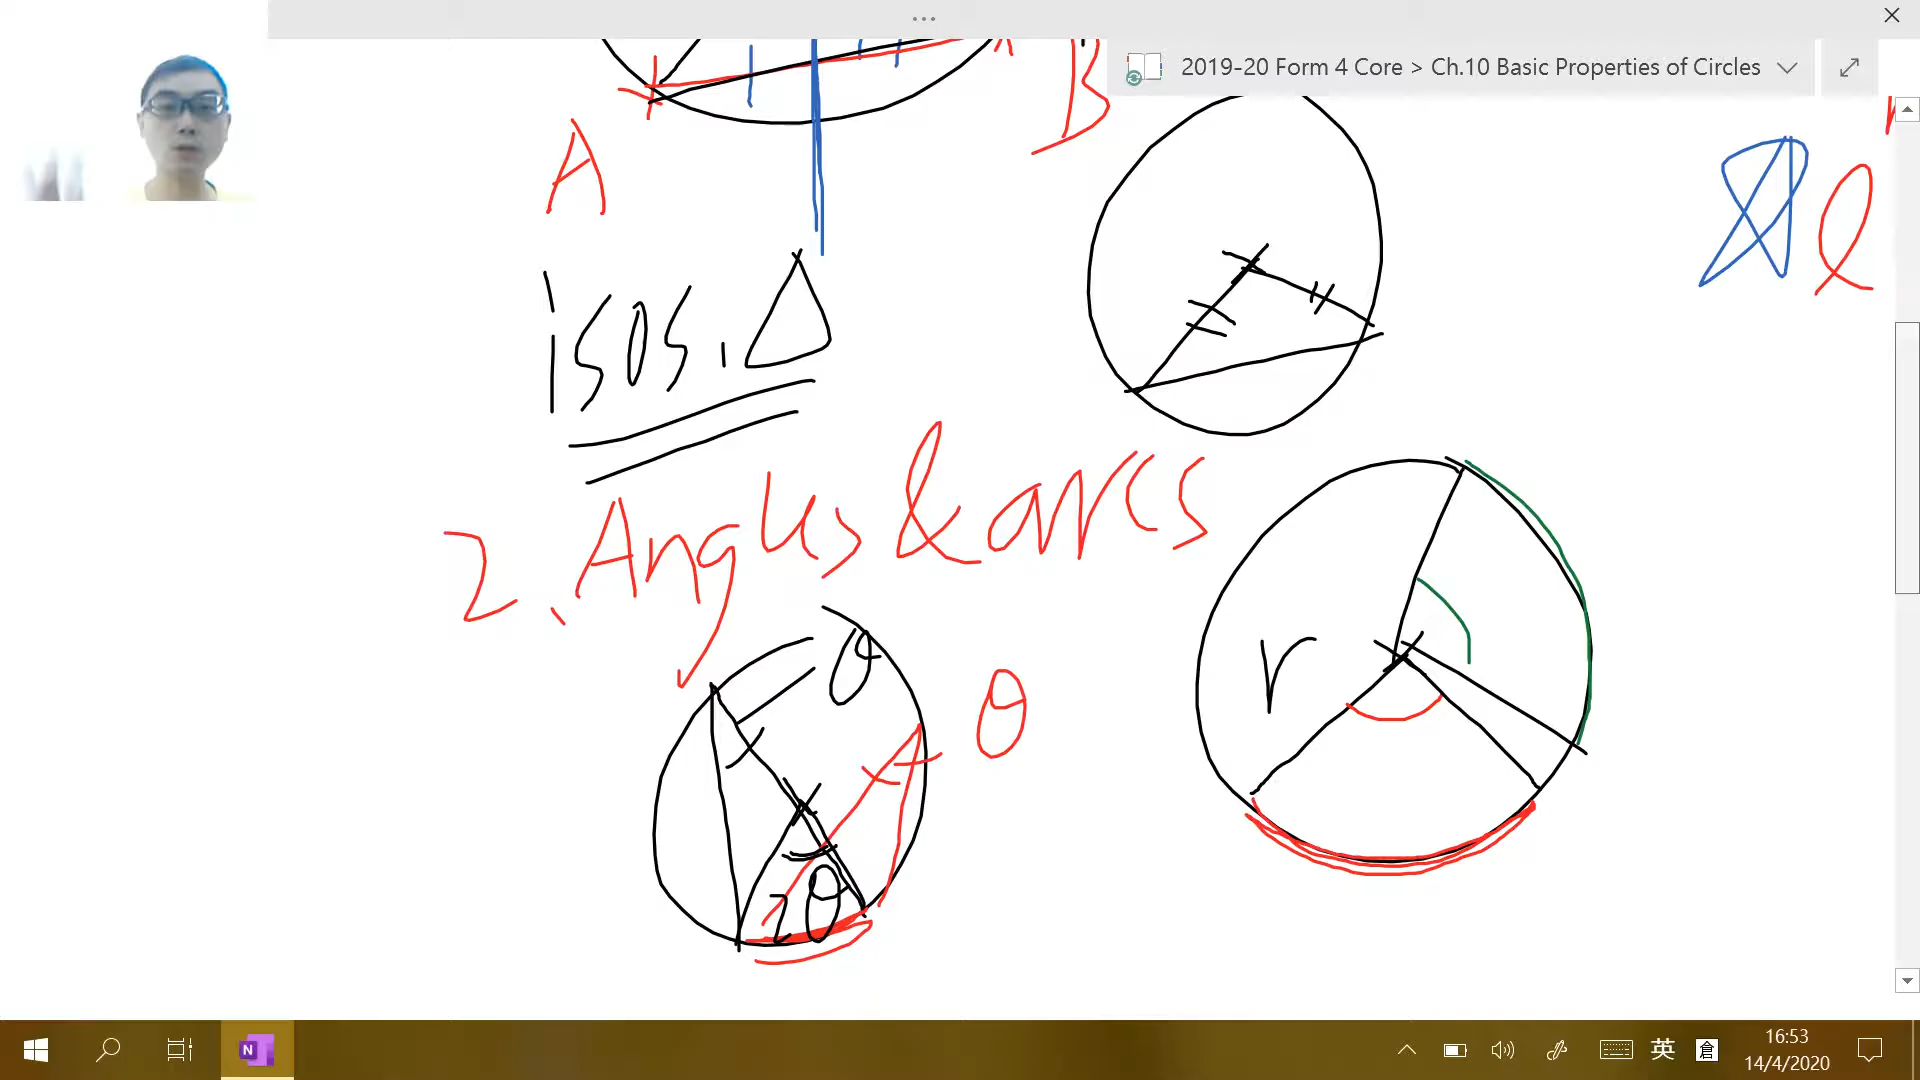 2019-20 Form 4 Core > Ch.10 Basic Properties of Circles
A
B
l
isos. Δ
2. Angles & arcs
θ
θ
r
2θ
N
英
倉
16:53
14/4/2020